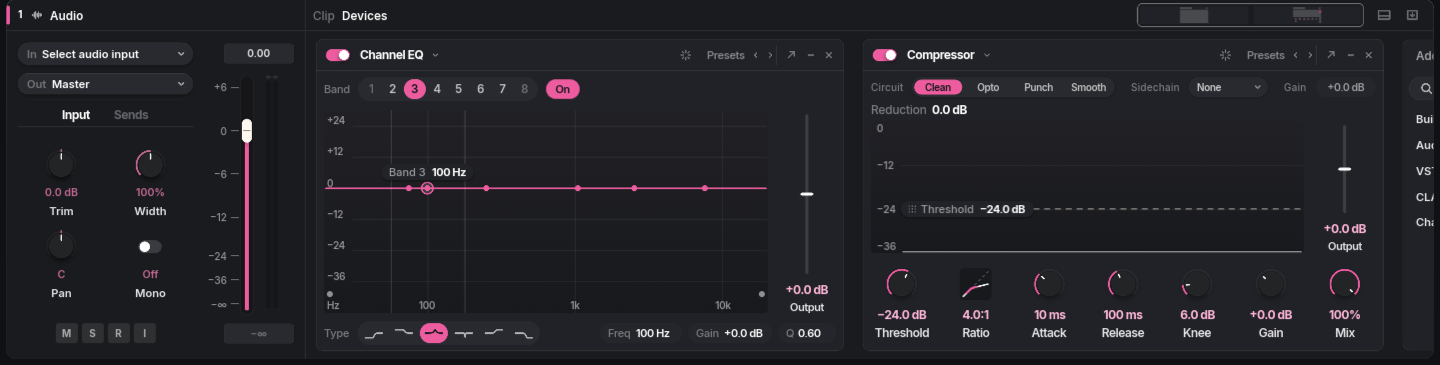 1 Audio
Clip Devices
In Select audio input
0.00
Out Master
Input Sends
0.0 dB 100%
Trim Width
C Off
Pan Mono
M S R I
+6
0
−6
−12
−24
−36
−∞
−∞
Channel EQ
Presets
Band 1 2 3 4 5 6 7 8 On
+24
+12
0
−12
−24
−36
Band 3 100 Hz
Hz 100 1k 10k
+0.0 dB
Output
Type
Freq 100 Hz Gain +0.0 dB Q 0.60
Compressor
Presets
Circuit Clean Opto Punch Smooth Sidechain None Gain +0.0 dB
Reduction 0.0 dB
0
−12
−24
−36
Threshold −24.0 dB
+0.0 dB
Output
−24.0 dB 4.0:1 10 ms 100 ms 6.0 dB +0.0 dB 100%
Threshold Ratio Attack Release Knee Gain Mix
Add
Bui
Aud
VST
CLA
Cha